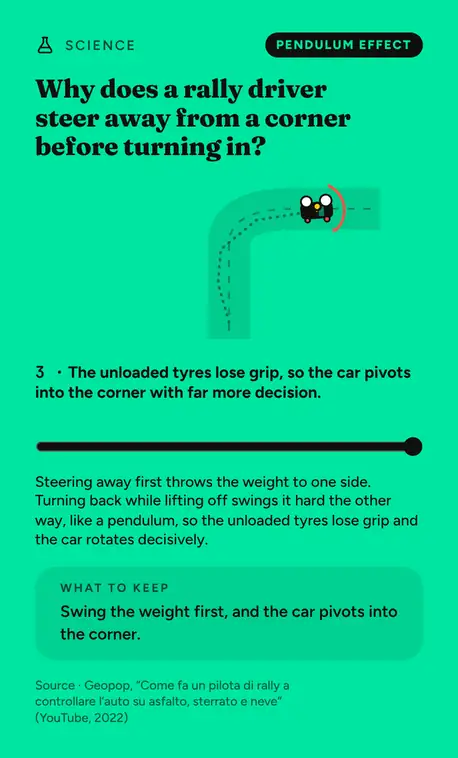 SCIENCE
PENDULUM EFFECT
Why does a rally driver
steer away from a corner
before turning in?
3 · The unloaded tyres lose grip, so the car pivots
into the corner with far more decision.
Steering away first throws the weight to one side.
Turning back while lifting off swings it hard the other
way, like a pendulum, so the unloaded tyres lose grip and
the car rotates decisively.
WHAT TO KEEP
Swing the weight first, and the car pivots into
the corner.
Source · Geopop, “Come fa un pilota di rally a
controllare l’auto su asfalto, sterrato e neve”
(YouTube, 2022)